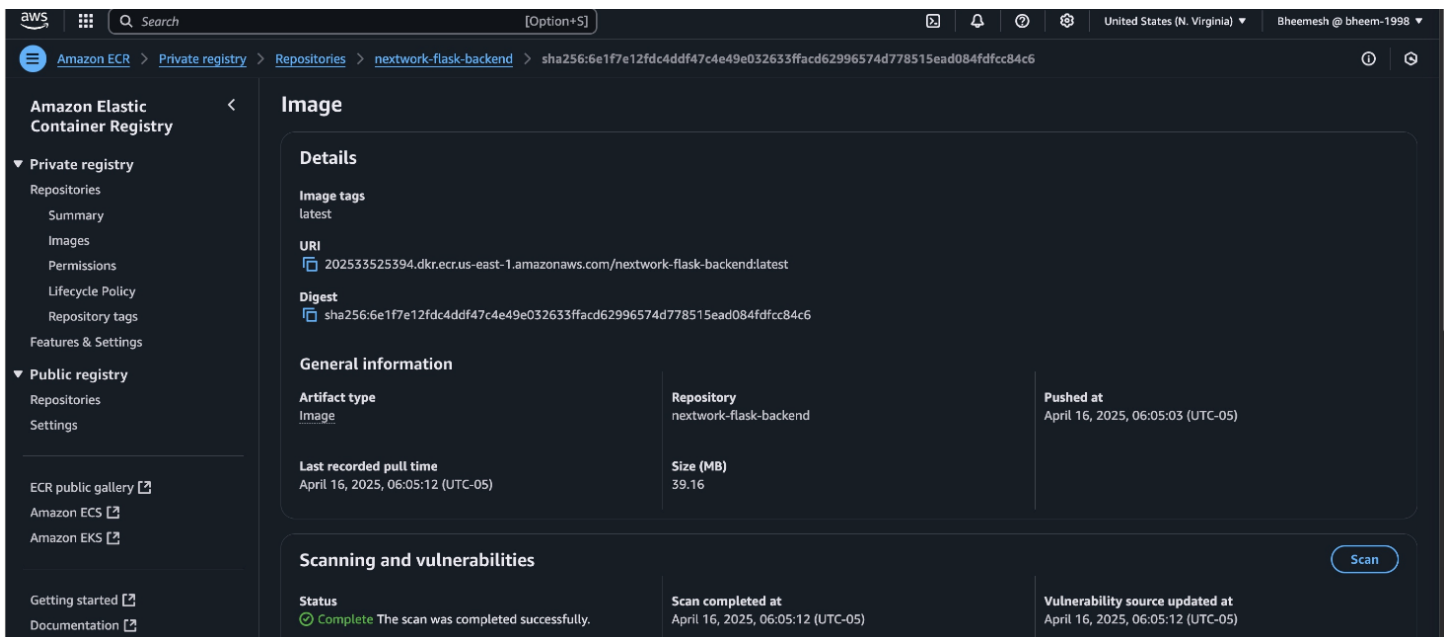 aws
Search [Option+S]
United States (N. Virginia) ▼ Bheemesh @ bheem-1998 ▼
Amazon ECR > Private registry > Repositories > nextwork-flask-backend > sha256:6e1f7e12fdc4ddf47c4e49e032633ffacd62996574d778515ead084fdfcc84c6
Amazon Elastic
Container Registry
Private registry
Repositories
Summary
Images
Permissions
Lifecycle Policy
Repository tags
Features & Settings
Public registry
Repositories
Settings
ECR public gallery
Amazon ECS
Amazon EKS
Getting started
Documentation
Image
Details
Image tags
latest
URI
202533525394.dkr.ecr.us-east-1.amazonaws.com/nextwork-flask-backend:latest
Digest
sha256:6e1f7e12fdc4ddf47c4e49e032633ffacd62996574d778515ead084fdfcc84c6
General information
Artifact type
Image
Repository
nextwork-flask-backend
Pushed at
April 16, 2025, 06:05:03 (UTC-05)
Last recorded pull time
April 16, 2025, 06:05:12 (UTC-05)
Size (MB)
39.16
Scanning and vulnerabilities
Scan
Status
Complete The scan was completed successfully.
Scan completed at
April 16, 2025, 06:05:12 (UTC-05)
Vulnerability source updated at
April 16, 2025, 06:05:12 (UTC-05)